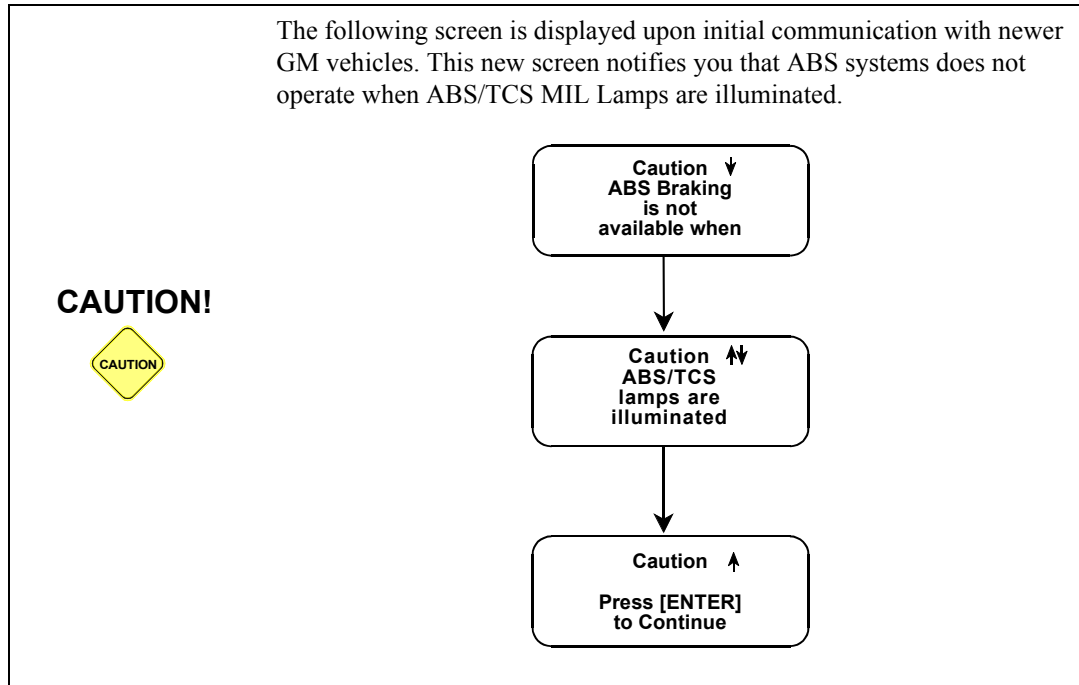 The following screen is displayed upon initial communication with newer
GM vehicles. This new screen notifies you that ABS systems does not
operate when ABS/TCS MIL Lamps are illuminated.
CAUTION!
CAUTION
Caution
ABS Braking
is not
available when
Caution
ABS/TCS
lamps are
illuminated
Caution
Press [ENTER]
to Continue